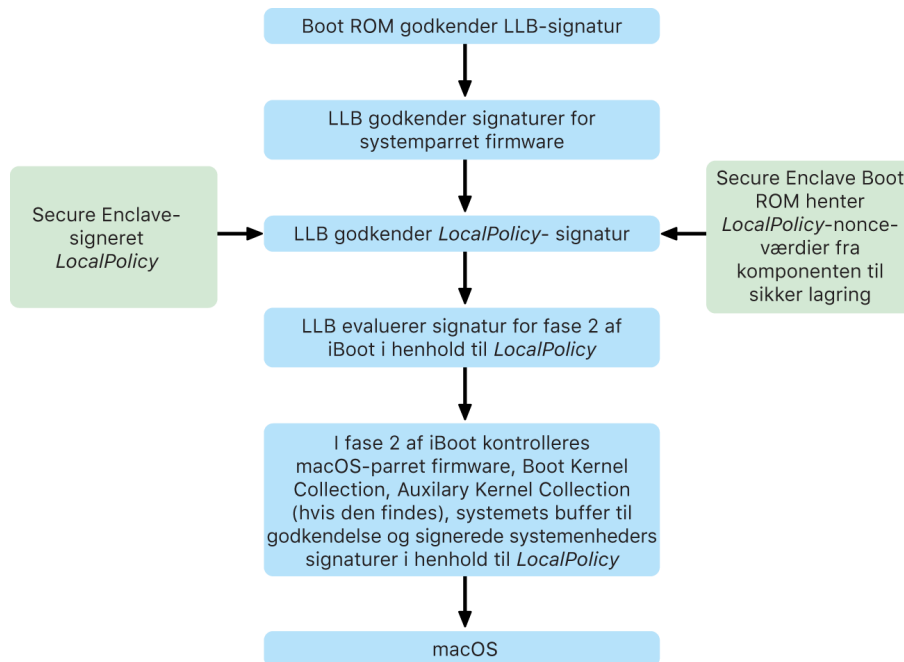 Boot ROM godkender LLB-signatur
LLB godkender signaturer for
systemparret firmware
Secure Enclave-
signeret
LocalPolicy
LLB godkender LocalPolicy- signatur
Secure Enclave Boot
ROM henter
LocalPolicy-nonce-
værdier fra
komponenten til
sikker lagring
LLB evaluerer signatur for fase 2 af
iBoot i henhold til LocalPolicy
I fase 2 af iBoot kontrolleres
macOS-parret firmware, Boot Kernel
Collection, Auxilary Kernel Collection
(hvis den findes), systemets buffer til
godkendelse og signerede systemenheders
signaturer i henhold til LocalPolicy
macOS